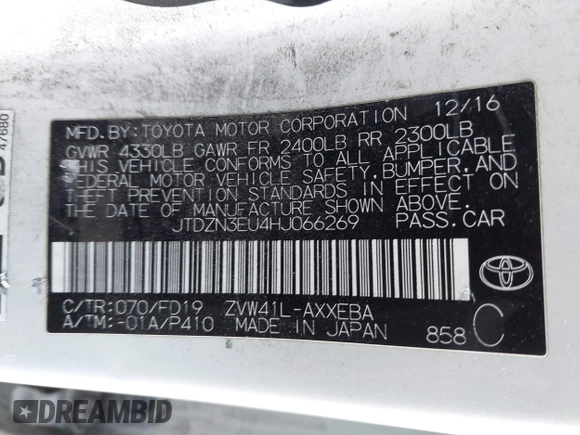 47680
12/16
MFD. BY: TOYOTA MOTOR CORPORATION
GVWR 4330LB GAWR FR 2400LB RR 2300LB
THIS VEHICLE CONFORMS TO ALL APPLICABLE
FEDERAL MOTOR VEHICLE SAFETY, BUMPER, AND
THEFT PREVENTION STANDARDS IN EFFECT ON
THE DATE OF MANUFACTURE SHOWN ABOVE.
JTDZN3EU4HJ066269 PASS. CAR
C/TR:070/FD19 ZVW41L-AXXEBA
A/TM:-01A/P410 MADE IN JAPAN 858 C
DREAMBID